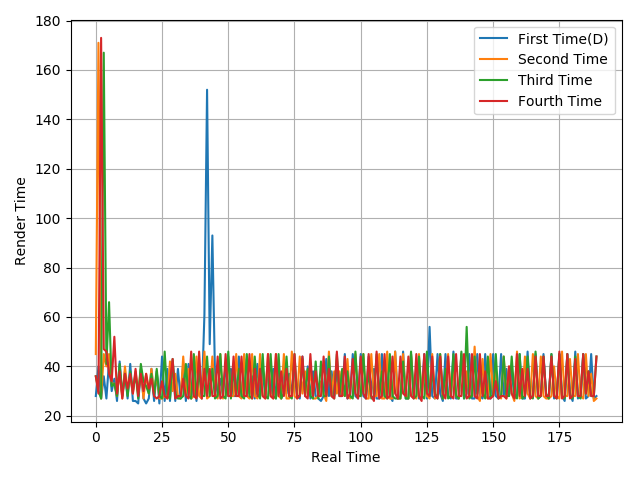 First Time(D)
Second Time
Third Time
Fourth Time
Render Time
180
160
140
120
100
80
60
40
20
0
25
50
75
100
125
150
175
Real Time